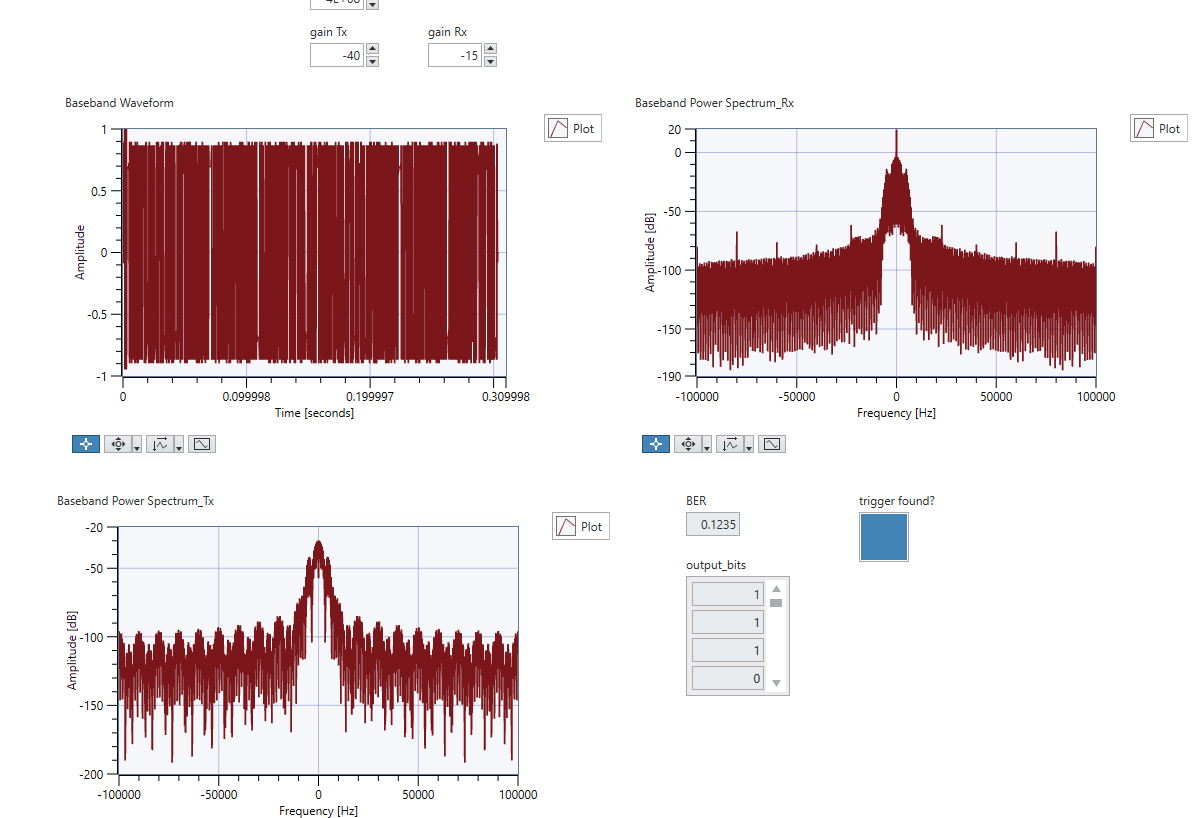 gain Tx
gain Rx
-40
-15
Baseband Waveform
Plot
1
0.5
0
-0.5
-1
Amplitude
0
0.099998
0.199997
0.309998
Time [seconds]
Baseband Power Spectrum_Rx
Plot
20
0
-50
-100
-150
-190
Amplitude [dB]
-100000
-50000
0
50000
100000
Frequency [Hz]
Baseband Power Spectrum_Tx
Plot
-20
-50
-100
-150
-200
Amplitude [dB]
-100000
-50000
0
50000
100000
Frequency [Hz]
BER
0.1235
trigger found?
output_bits
1
1
1
0